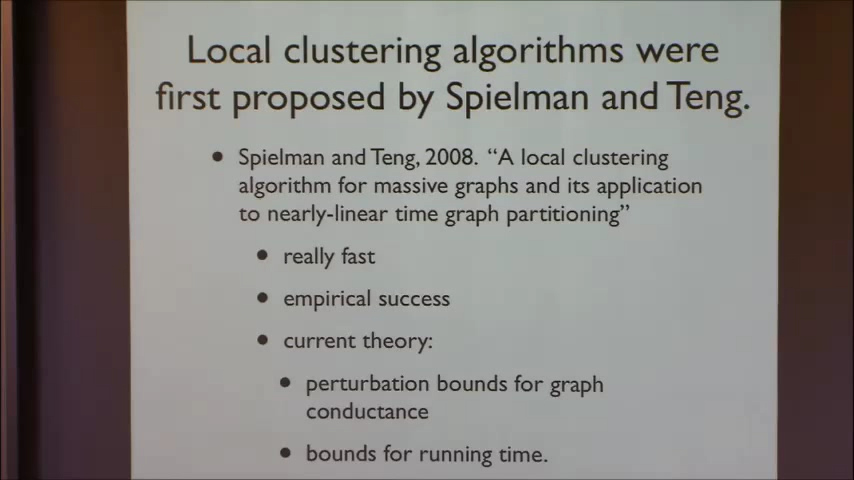 Local clustering algorithms were
first proposed by Spielman and Teng.
• Spielman and Teng, 2008. “A local clustering
algorithm for massive graphs and its application
to nearly-linear time graph partitioning”
• really fast
• empirical success
• current theory:
• perturbation bounds for graph
conductance
• bounds for running time.